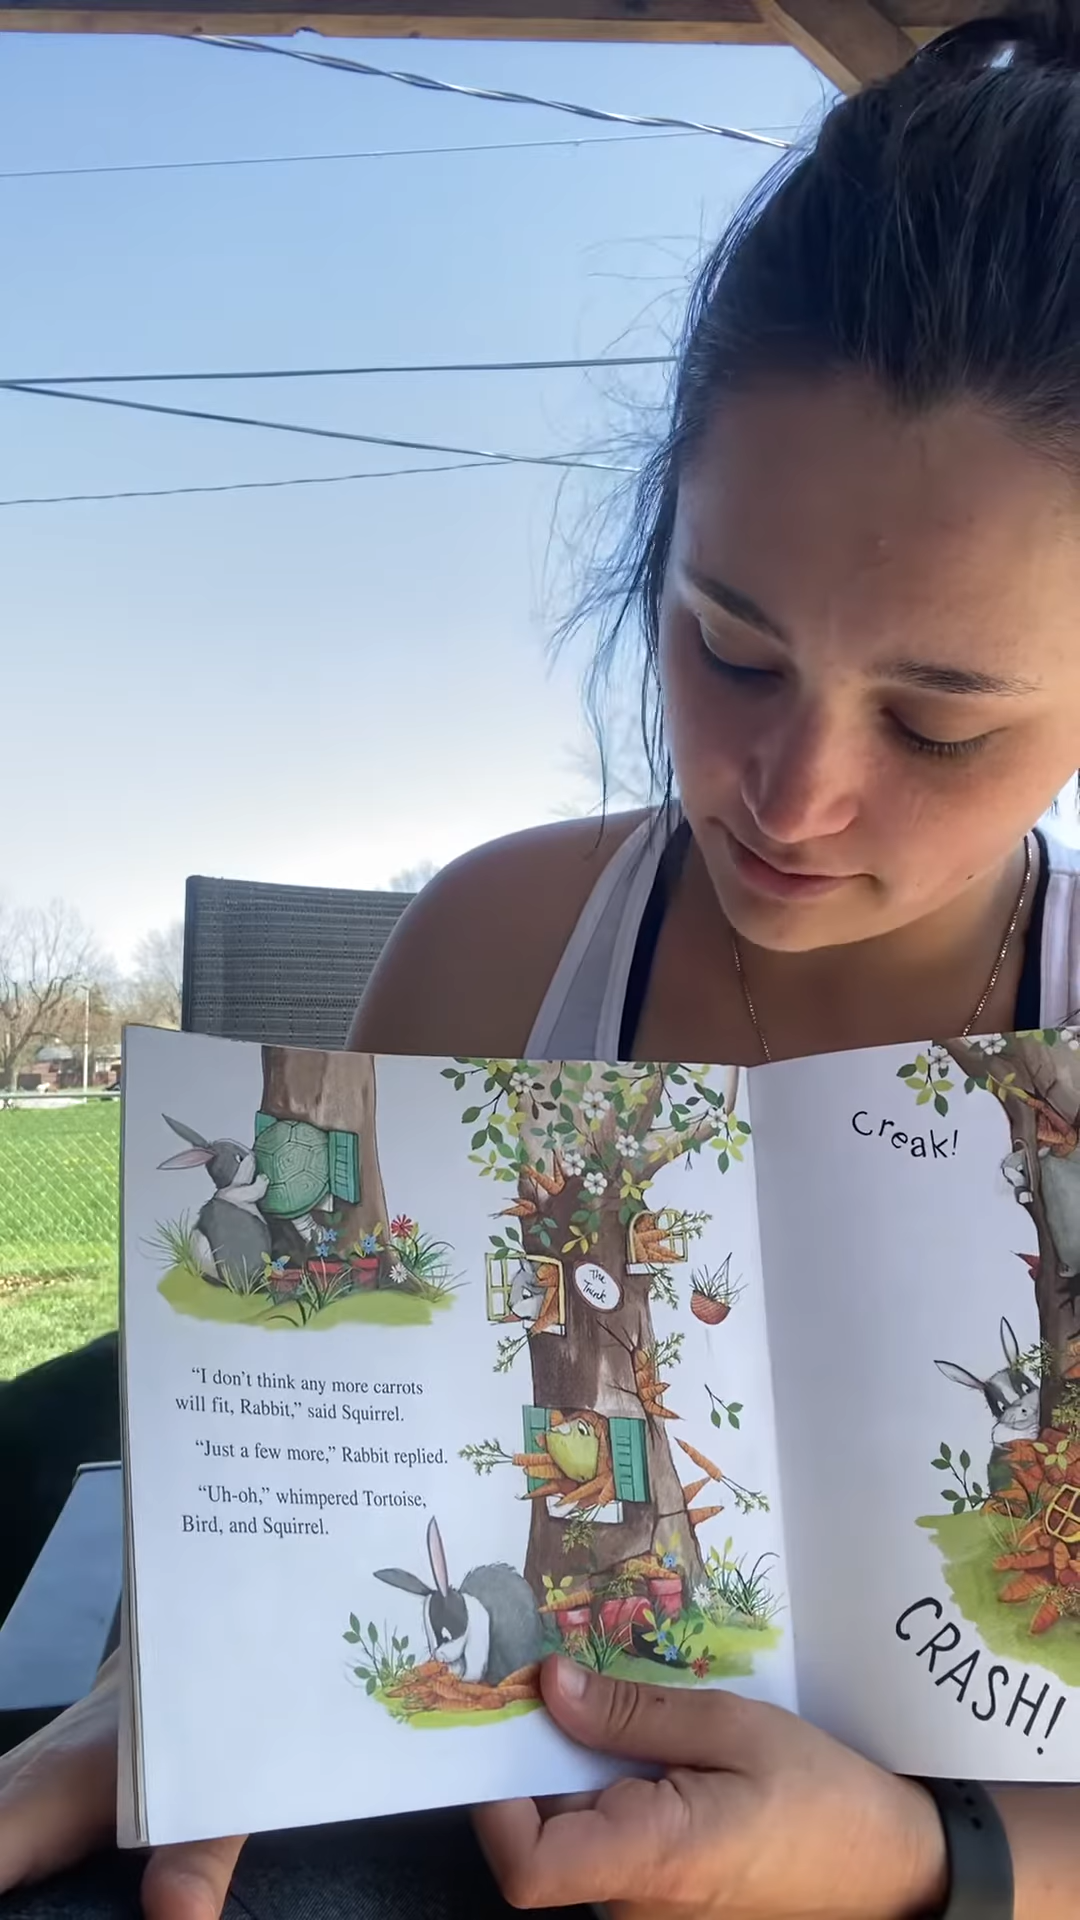 The
Trunk
“I don’t think any more carrots
will fit, Rabbit,” said Squirrel.
“Just a few more,” Rabbit replied.
“Uh-oh,” whimpered Tortoise,
Bird, and Squirrel.
Creak!
CRASH!